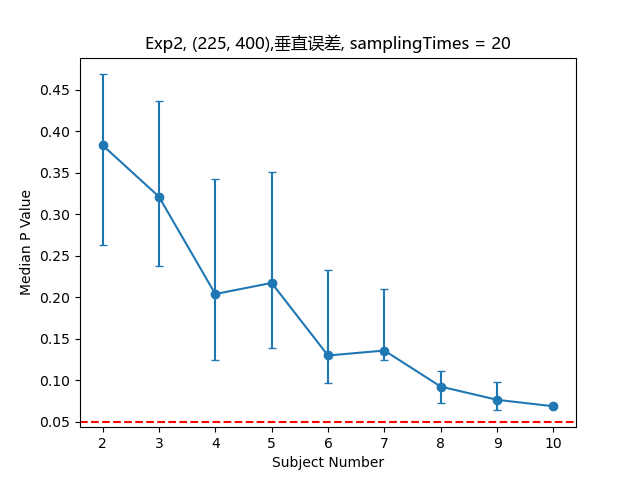 Exp2, (225, 400),垂直误差, samplingTimes = 20
0.45
0.40
0.35
0.30
0.25
0.20
0.15
0.10
0.05
Median P Value
2 3 4 5 6 7 8 9 10
Subject Number